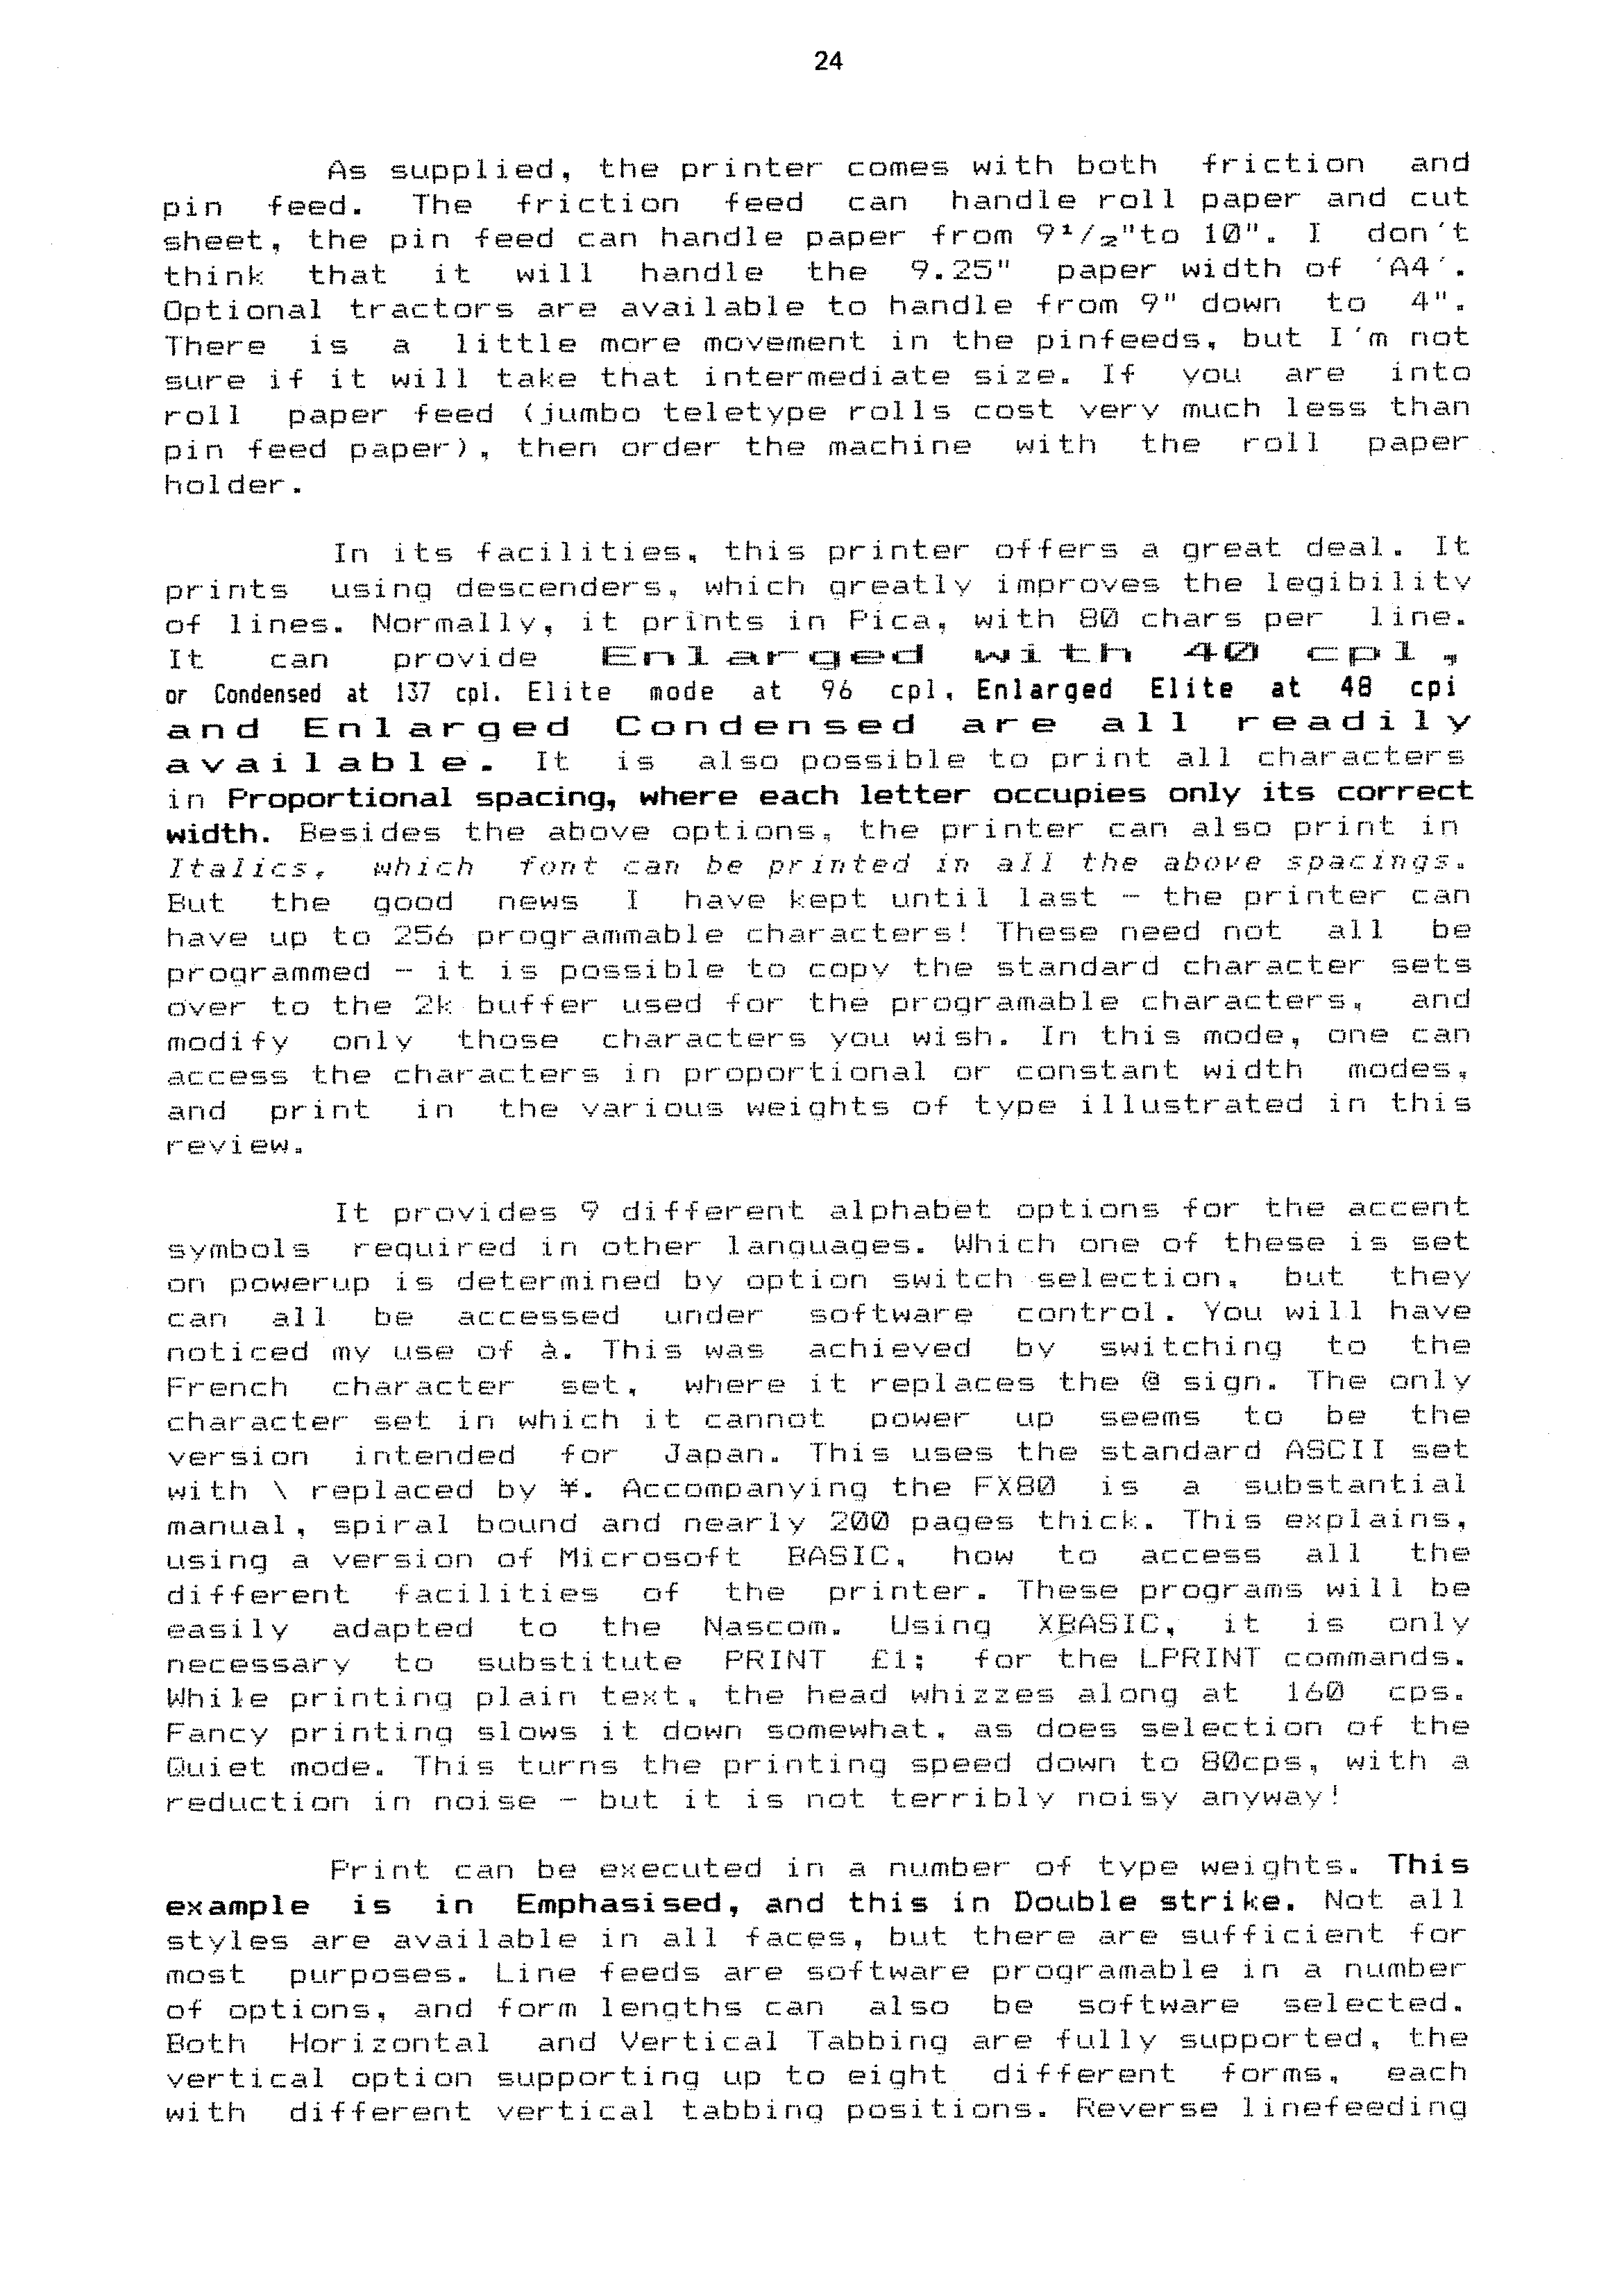 24
As supplied, the printer comes with both friction and
pin feed. The friction feed can handle roll paper and cut
sheet, the pin feed can handle paper from 9¹/₂"to 10". I don't
think that it will handle the 9.25" paper width of 'A4'.
Optional tractors are available to handle from 9" down to 4".
There is a little more movement in the pinfeeds, but I'm not
sure if it will take that intermediate size. If you are into
roll paper feed (jumbo teletype rolls cost very much less than
pin feed paper), then order the machine with the roll paper
holder.
In its facilities, this printer offers a great deal. It
prints using descenders, which greatly improves the legibility
of lines. Normally, it prints in Pica, with 80 chars per line.
It can provide Enlarged with 40 cpl,
or Condensed at 137 cpl. Elite mode at 96 cpl, Enlarged Elite at 48 cpi
and Enlarged Condensed are all readily
available. It is also possible to print all characters
in Proportional spacing, where each letter occupies only its correct
width. Besides the above options, the printer can also print in
Italics, which font can be printed in all the above spacings.
But the good news I have kept until last - the printer can
have up to 256 programmable characters! These need not all be
programmed - it is possible to copy the standard character sets
over to the 2k buffer used for the programable characters, and
modify only those characters you wish. In this mode, one can
access the characters in proportional or constant width modes,
and print in the various weights of type illustrated in this
review.
It provides 9 different alphabet options for the accent
symbols required in other languages. Which one of these is set
on powerup is determined by option switch selection, but they
can all be accessed under software control. You will have
noticed my use of à. This was achieved by switching to the
French character set, where it replaces the @ sign. The only
character set in which it cannot power up seems to be the
version intended for Japan. This uses the standard ASCII set
with \ replaced by ¥. Accompanying the FX80 is a substantial
manual, spiral bound and nearly 200 pages thick. This explains,
using a version of Microsoft BASIC, how to access all the
different facilities of the printer. These programs will be
easily adapted to the Nascom. Using XBASIC, it is only
necessary to substitute PRINT £1; for the LPRINT commands.
While printing plain text, the head whizzes along at 160 cps.
Fancy printing slows it down somewhat, as does selection of the
Quiet mode. This turns the printing speed down to 80cps, with a
reduction in noise - but it is not terribly noisy anyway!
Print can be executed in a number of type weights. This
example is in Emphasised, and this in Double strike. Not all
styles are available in all faces, but there are sufficient for
most purposes. Line feeds are software programable in a number
of options, and form lengths can also be software selected.
Both Horizontal and Vertical Tabbing are fully supported, the
vertical option supporting up to eight different forms, each
with different vertical tabbing positions. Reverse linefeeding